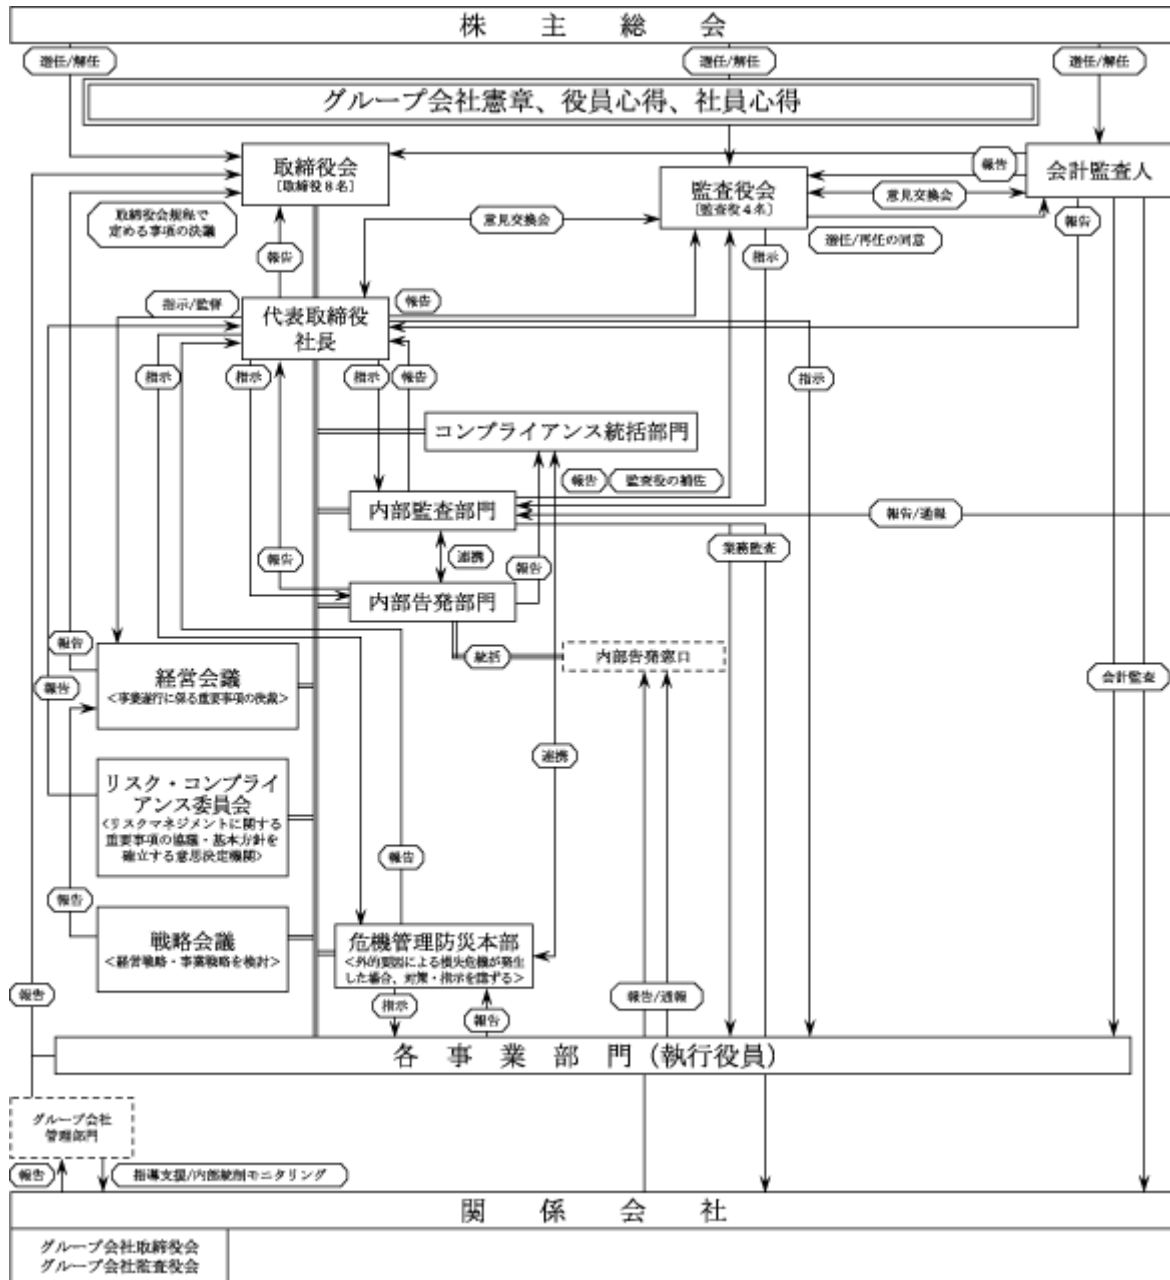 株主総会
選任/解任
選任/解任
選任/解任
グループ会社憲章、役員心得、社員心得
取締役会
[取締役8名]
監査役会
[監査役4名]
会計監査人
報告
意見交換会
報告
取締役会規程で
定める事項の決議
意見交換会
選任/再任の同意
報告
指示
指示/監督
代表取締役
社長
報告
指示
指示
指示
報告
指示
コンプライアンス統括部門
報告
監査役の補佐
内部監査部門
報告/通報
業務監査
報告
連携
報告
内部告発部門
報告
統括
内部告発窓口
経営会議
<事業遂行に係る重要事項の決裁>
報告
会計監査
連携
リスク・コンプライ
アンス委員会
<リスクマネジメントに関する
重要事項の協議・基本方針を
確立する意思決定機関>
報告
報告
戦略会議
<経営戦略・事業戦略を検討>
危機管理防災本部
<外的要因による損失危機が発生
した場合、対策・指示を講ずる>
報告
指示
報告
報告/通報
各事業部門(執行役員)
グループ会社
管理部門
報告
指導支援/内部統制モニタリング
関係会社
グループ会社取締役会
グループ会社監査役会